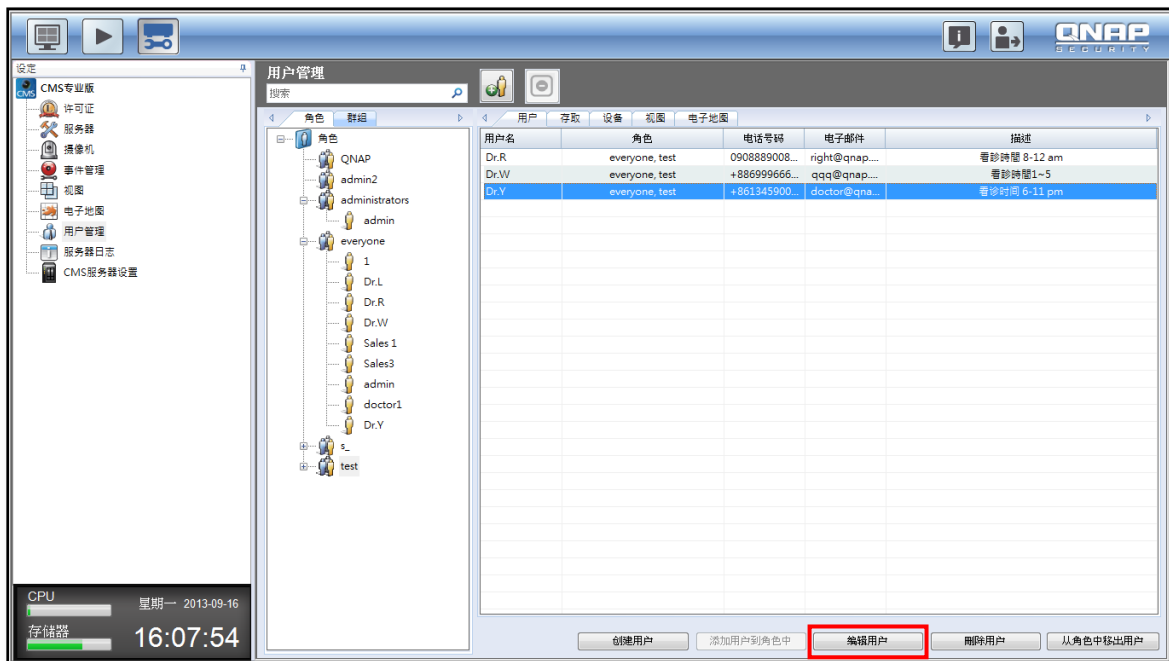 QNAP
SECURITY
设定
CMS
CMS专业版
许可证
服务器
摄像机
事件管理
视图
电子地图
用户管理
服务器日志
CMS服务器设置
用户管理
搜索
角色 群组
角色
QNAP
admin2
administrators
admin
everyone
1
Dr.L
Dr.R
Dr.W
Sales 1
Sales3
admin
doctor1
Dr.Y
s_
test
用户 存取 设备 视图 电子地图
用户名 角色 电话号码 电子邮件 描述
Dr.R everyone, test 0908889008... right@qnap.... 看診時間 8-12 am
Dr.W everyone, test +886999666... qqq@qnap.... 看診時間1~5
Dr.Y everyone, test +861345900... doctor@qna... 看诊时间 6-11 pm
CPU
星期一 2013-09-16
存储器
16:07:54
创建用户 添加用户到角色中 编辑用户 删除用户 从角色中移出用户